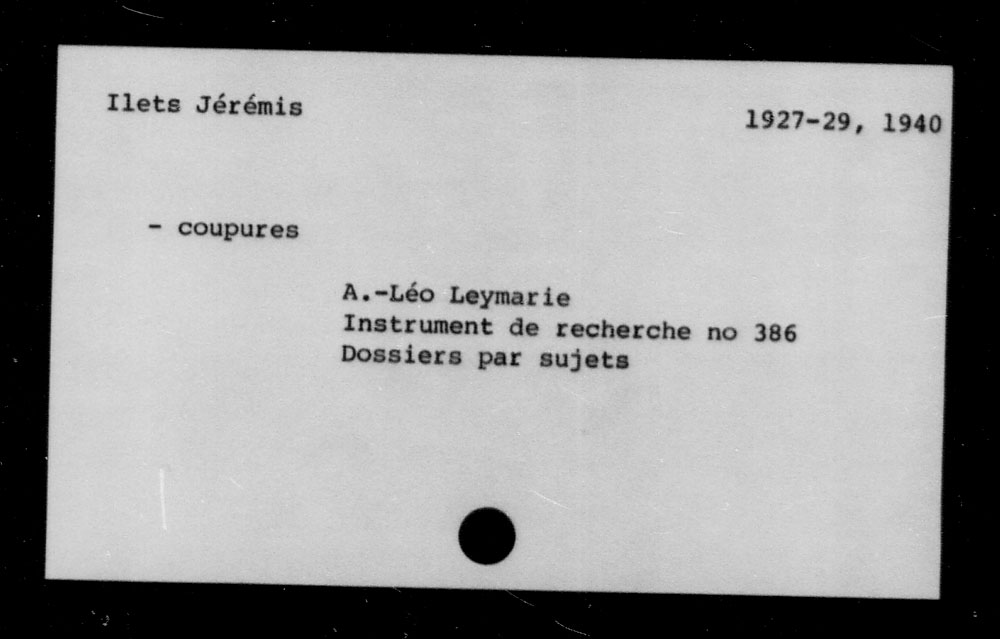 Ilets Jérémis
1927-29, 1940
- coupures
A.-Léo Leymarie
Instrument de recherche no 386
Dossiers par sujets